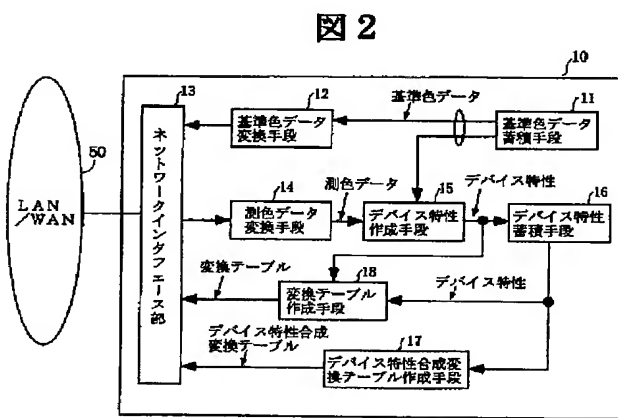 図2
10
13
12
基準色データ
11
基準色データ
変換手段
基準色データ
蓄積手段
50
LAN
/WAN
ネットワークインタフェース部
14
測色データ
15
デバイス特性
16
測色データ
変換手段
デバイス特性
作成手段
デバイス特性
蓄積手段
変換テーブル
18
変換テーブル
作成手段
デバイス特性
デバイス特性合成
変換テーブル
17
デバイス特性合成変
換テーブル作成手段